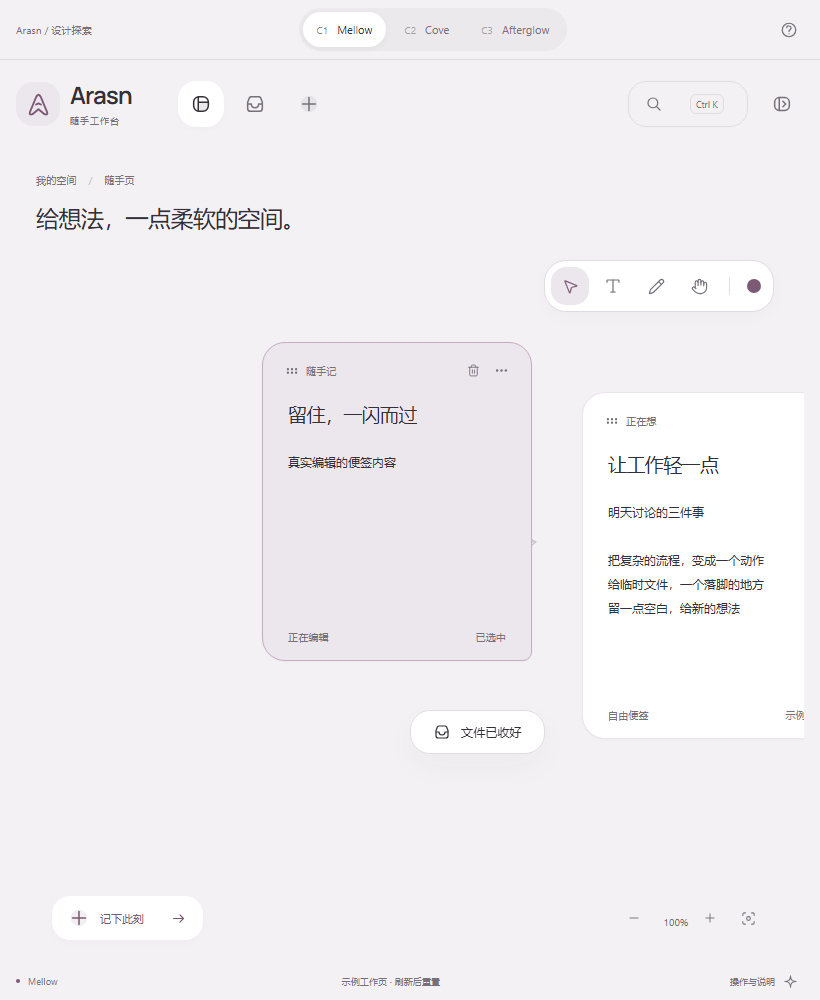 Arasn / 设计探索
C1 Mellow
C2 Cove
C3 Afterglow
Arasn
随手工作台
Ctrl K
我的空间 / 随手页
给想法，一点柔软的空间。
随手记
留住，一闪而过
真实编辑的便签内容
正在编辑
已选中
正在想
让工作轻一点
明天讨论的三件事
把复杂的流程，变成一个动作
给临时文件，一个落脚的地方
留一点空白，给新的想法
自由便签
示例
文件已收好
记下此刻
100%
Mellow
示例工作页 · 刷新后重置
操作与说明